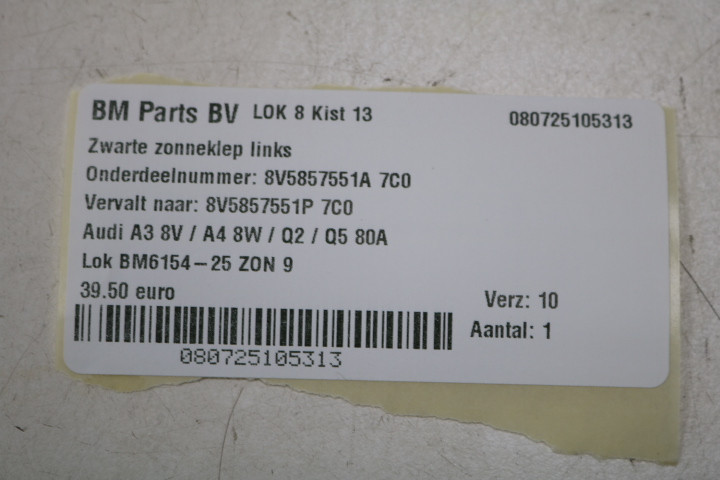 BM Parts BV LOK 8 Kist 13 080725105313
Zwarte zonneklep links
Onderdeelnummer: 8V5857551A 7C0
Vervalt naar: 8V5857551P 7C0
Audi A3 8V / A4 8W / Q2 / Q5 80A
Lok BM6154-25 ZON 9
39.50 euro Verz: 10
Aantal: 1
080725105313